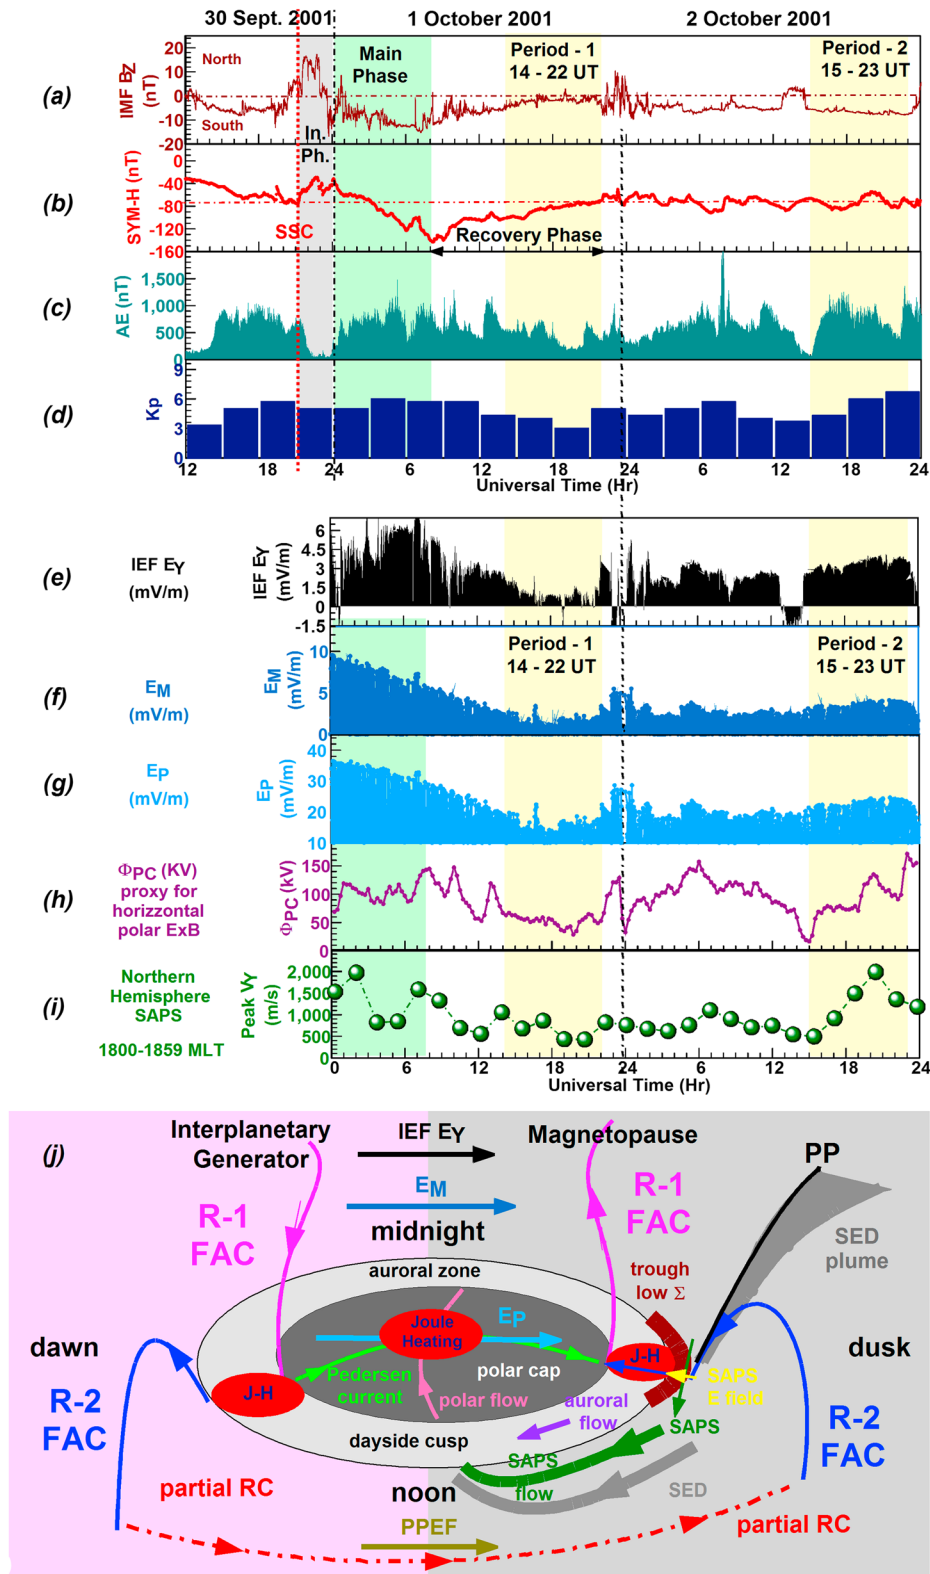 30 Sept. 2001 1 October 2001 2 October 2001
(a)
IMF Bz
(nT)
20
10
0
-10
-20
North
South
Main
Phase
Period - 1
14 - 22 UT
Period - 2
15 - 23 UT
In.
Ph.
(b)
SYM-H (nT)
0
-40
-80
-120
-160
SSC
Recovery Phase
(c)
AE (nT)
1,500
1,000
500
0
(d)
Kp
9
6
3
0
12 18 24 6 12 18 24 6 12 18 24
Universal Time (Hr)
(e)
IEF EY
(mV/m)
IEF EY
(mV/m)
6
4.5
3
1.5
0
-1.5
(f)
EM
(mV/m)
EM
(mV/m)
10
5
0
Period - 1
14 - 22 UT
Period - 2
15 - 23 UT
(g)
EP
(mV/m)
EP
(mV/m)
40
30
20
10
(h)
ΦPC (KV)
proxy for
horizzontal
polar ExB
ΦPC (kV)
150
100
50
0
(i)
Northern
Hemisphere
SAPS
1800-1859 MLT
Peak VY
(m/s)
2,000
1,500
1,000
500
0
0 6 12 18 24 6 12 18 24
Universal Time (Hr)
(j)
Interplanetary
Generator
IEF EY
Magnetopause
PP
EM
R-1
FAC
midnight
R-1
FAC
SED
plume
auroral zone
trough
low Σ
Joule
Heating
EP
dawn
dusk
J-H
J-H
Pedersen
current
polar cap
polar flow
SAPS
E field
R-2
FAC
auroral
flow
SAPS
R-2
FAC
dayside cusp
SAPS
flow
partial RC
noon
SED
PPEF
partial RC